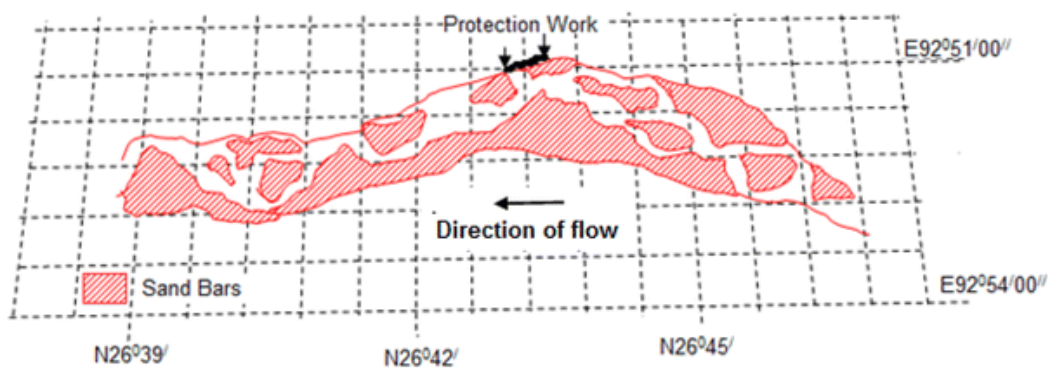 Protection Work
E92⁰51/00//
Direction of flow
Sand Bars
E92⁰54/00//
N26⁰39/
N26⁰42/
N26⁰45/